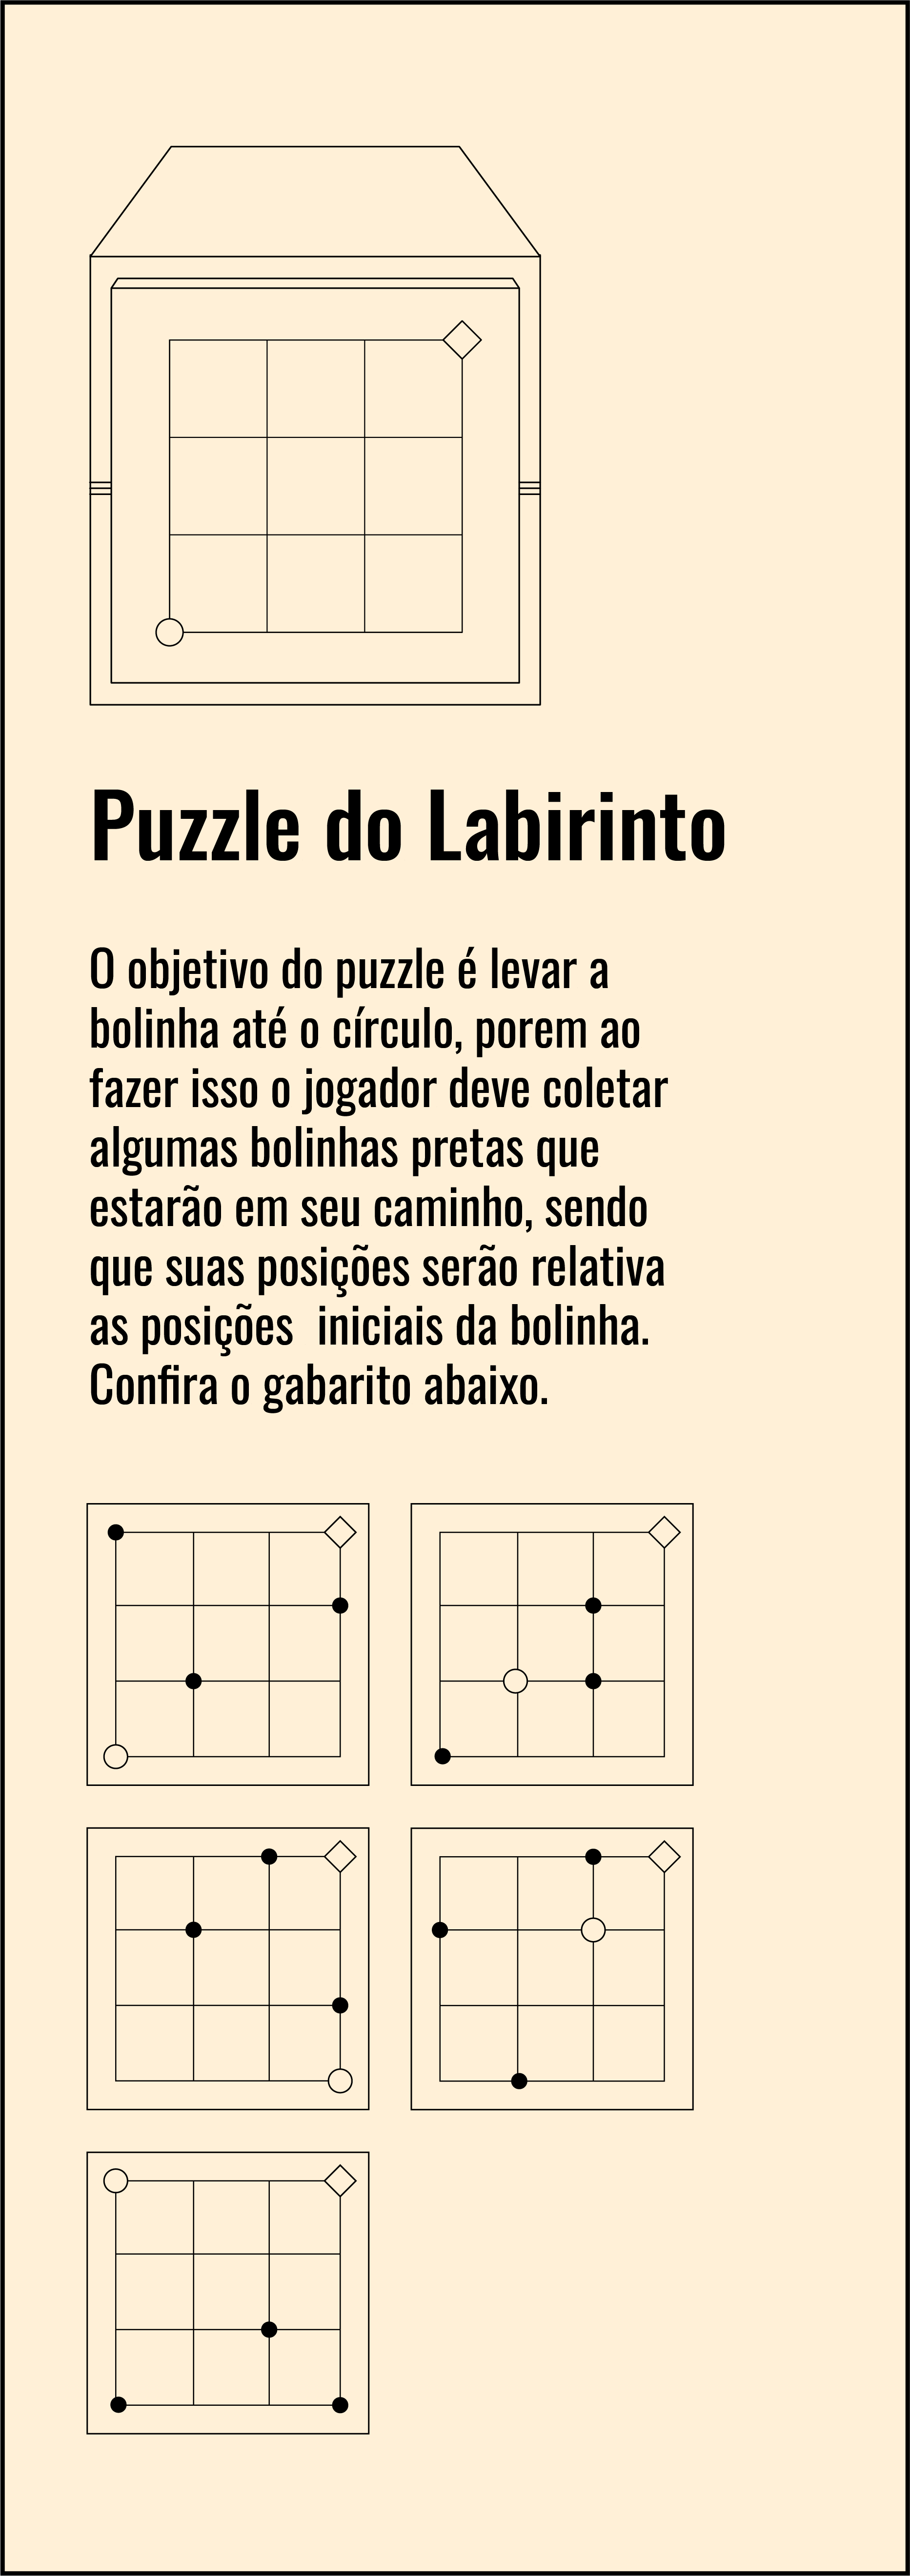 Puzzle do Labirinto
O objetivo do puzzle é levar a
bolinha até o círculo, porem ao
fazer isso o jogador deve coletar
algumas bolinhas pretas que
estarão em seu caminho, sendo
que suas posições serão relativa
as posições  iniciais da bolinha.
Confira o gabarito abaixo.